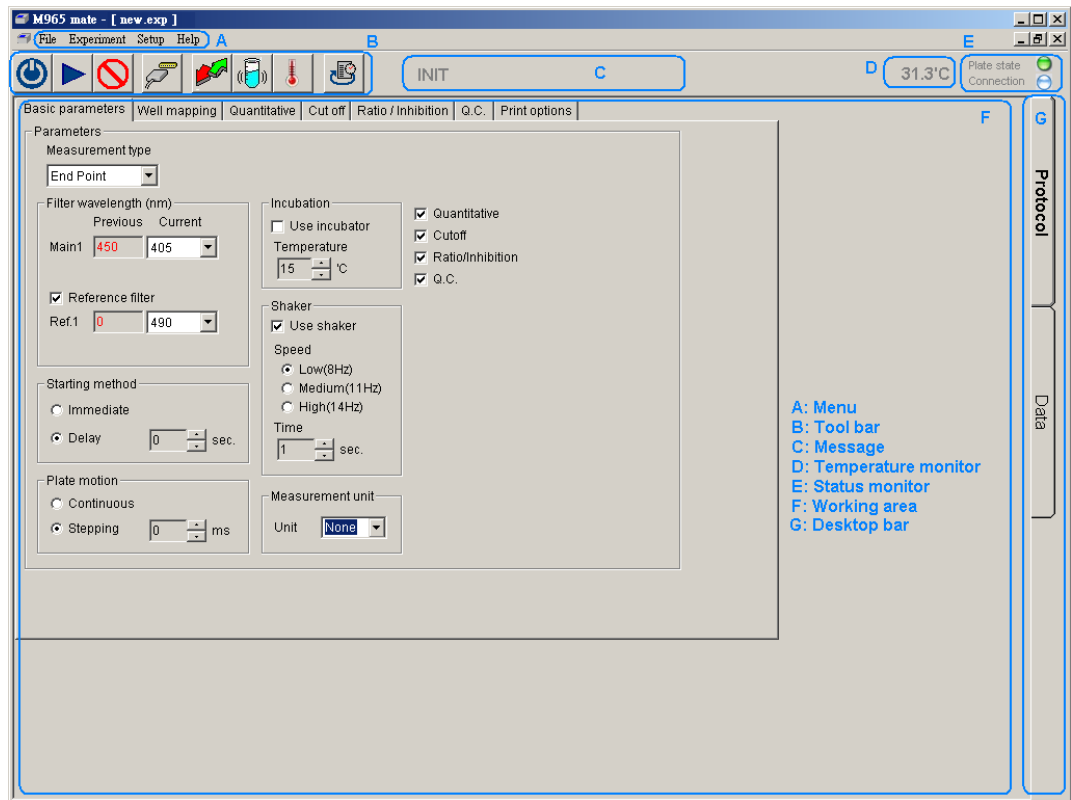 M965 mate - [ new.exp ]
File Experiment Setup Help A
B
E
INIT
C
D
31.3'C
Plate state
Connection
Basic parameters Well mapping Quantitative Cut off Ratio / Inhibition Q.C. Print options
F
G
Parameters
Measurement type
End Point
Filter wavelength (nm)
Previous Current
Main1 450 405
Reference filter
Ref.1 0 490
Incubation
Use incubator
Temperature
15 'C
Quantitative
Cutoff
Ratio/Inhibition
Q.C.
Shaker
Use shaker
Speed
Low(8Hz)
Medium(11Hz)
High(14Hz)
Time
1 sec.
Starting method
Immediate
Delay 0 sec.
Plate motion
Continuous
Stepping 0 ms
Measurement unit
Unit None
A: Menu
B: Tool bar
C: Message
D: Temperature monitor
E: Status monitor
F: Working area
G: Desktop bar
Protocol
Data